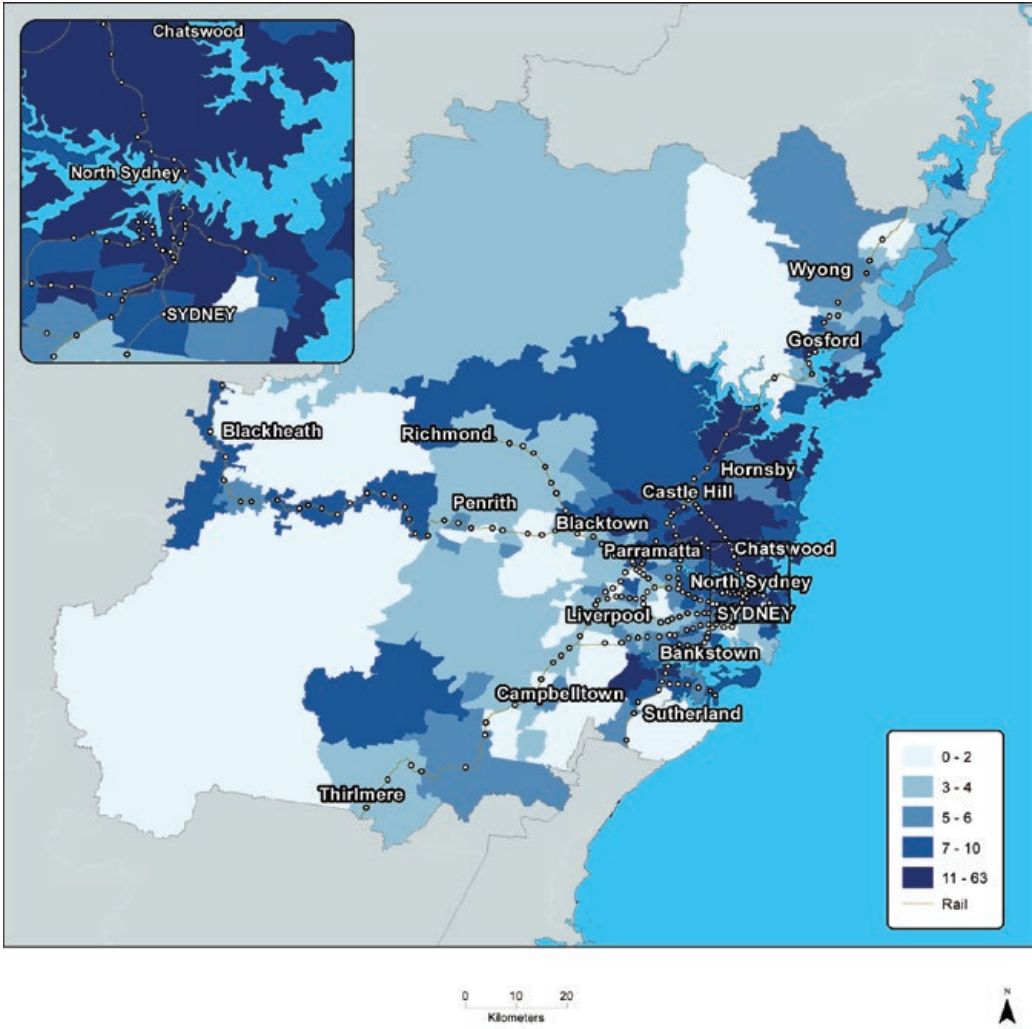 Chatswood
North Sydney
SYDNEY
Wyong
Gosford
Blackheath
Richmond
Hornsby
Castle Hill
Penrith
Blacktown
Parramatta
Chatswood
North Sydney
Liverpool
SYDNEY
Bankstown
Campbelltown
Sutherland
Thirlmere
0 - 2
3 - 4
5 - 6
7 - 10
11 - 63
Rail
0 10 20
Kilometers
N